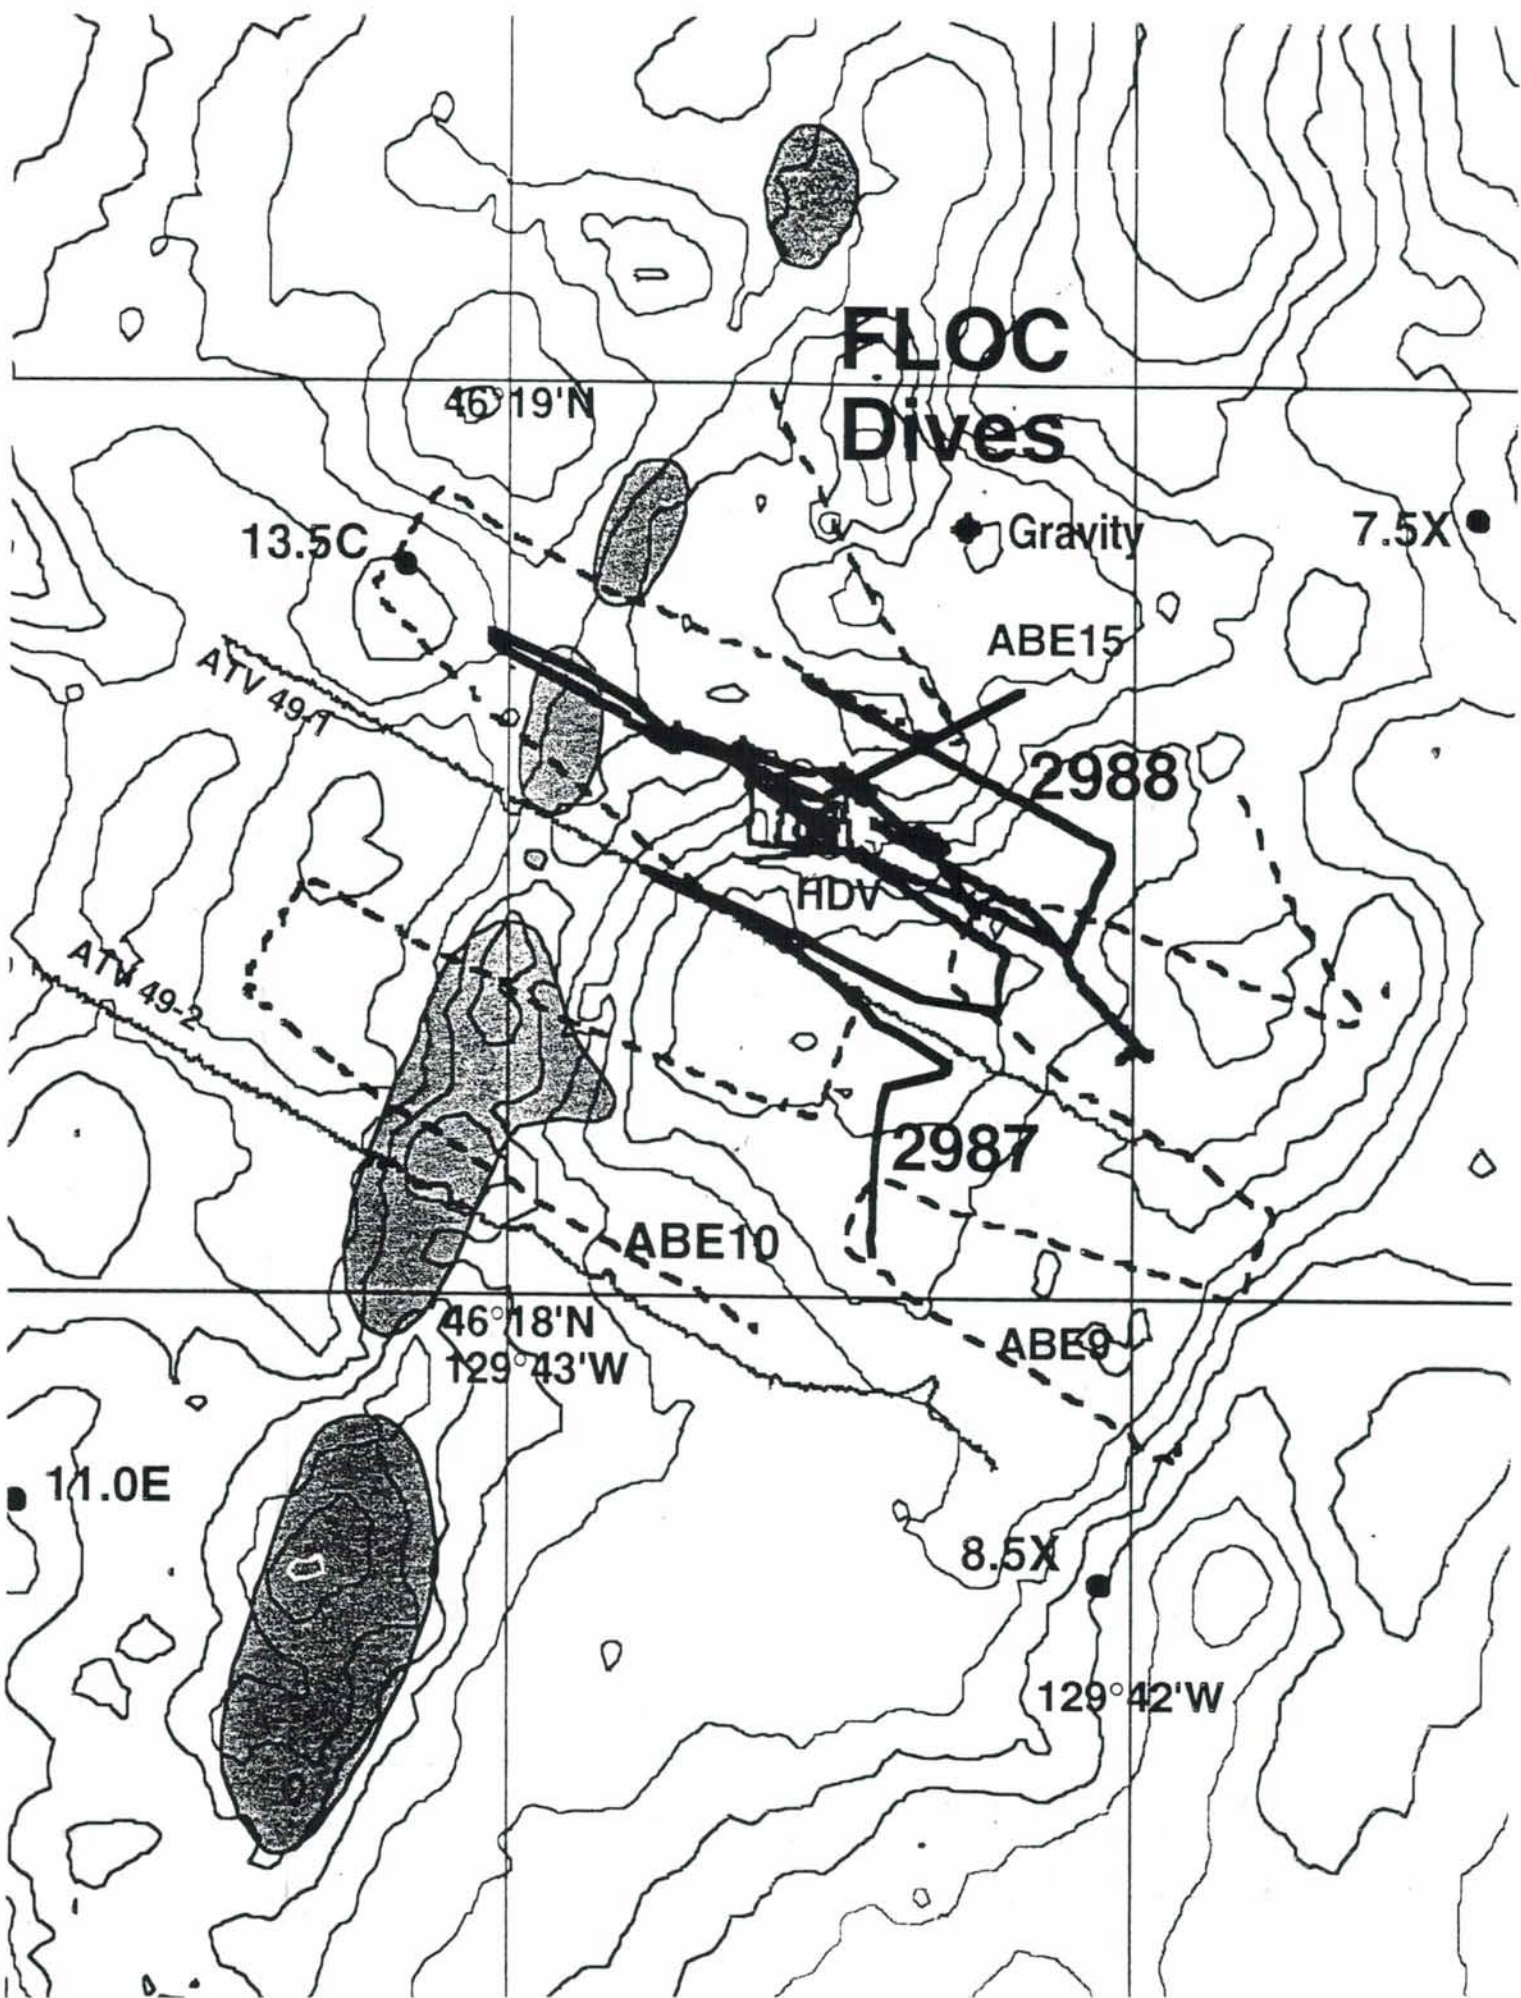 FLOC
Dives
46°19'N
13.5C
Gravity
7.5X
ABE15
ATV 49-1
2988
HDV
ATV 49-2
2987
ABE10
46°18'N
129°43'W
ABE9
11.0E
8.5X
129°42'W